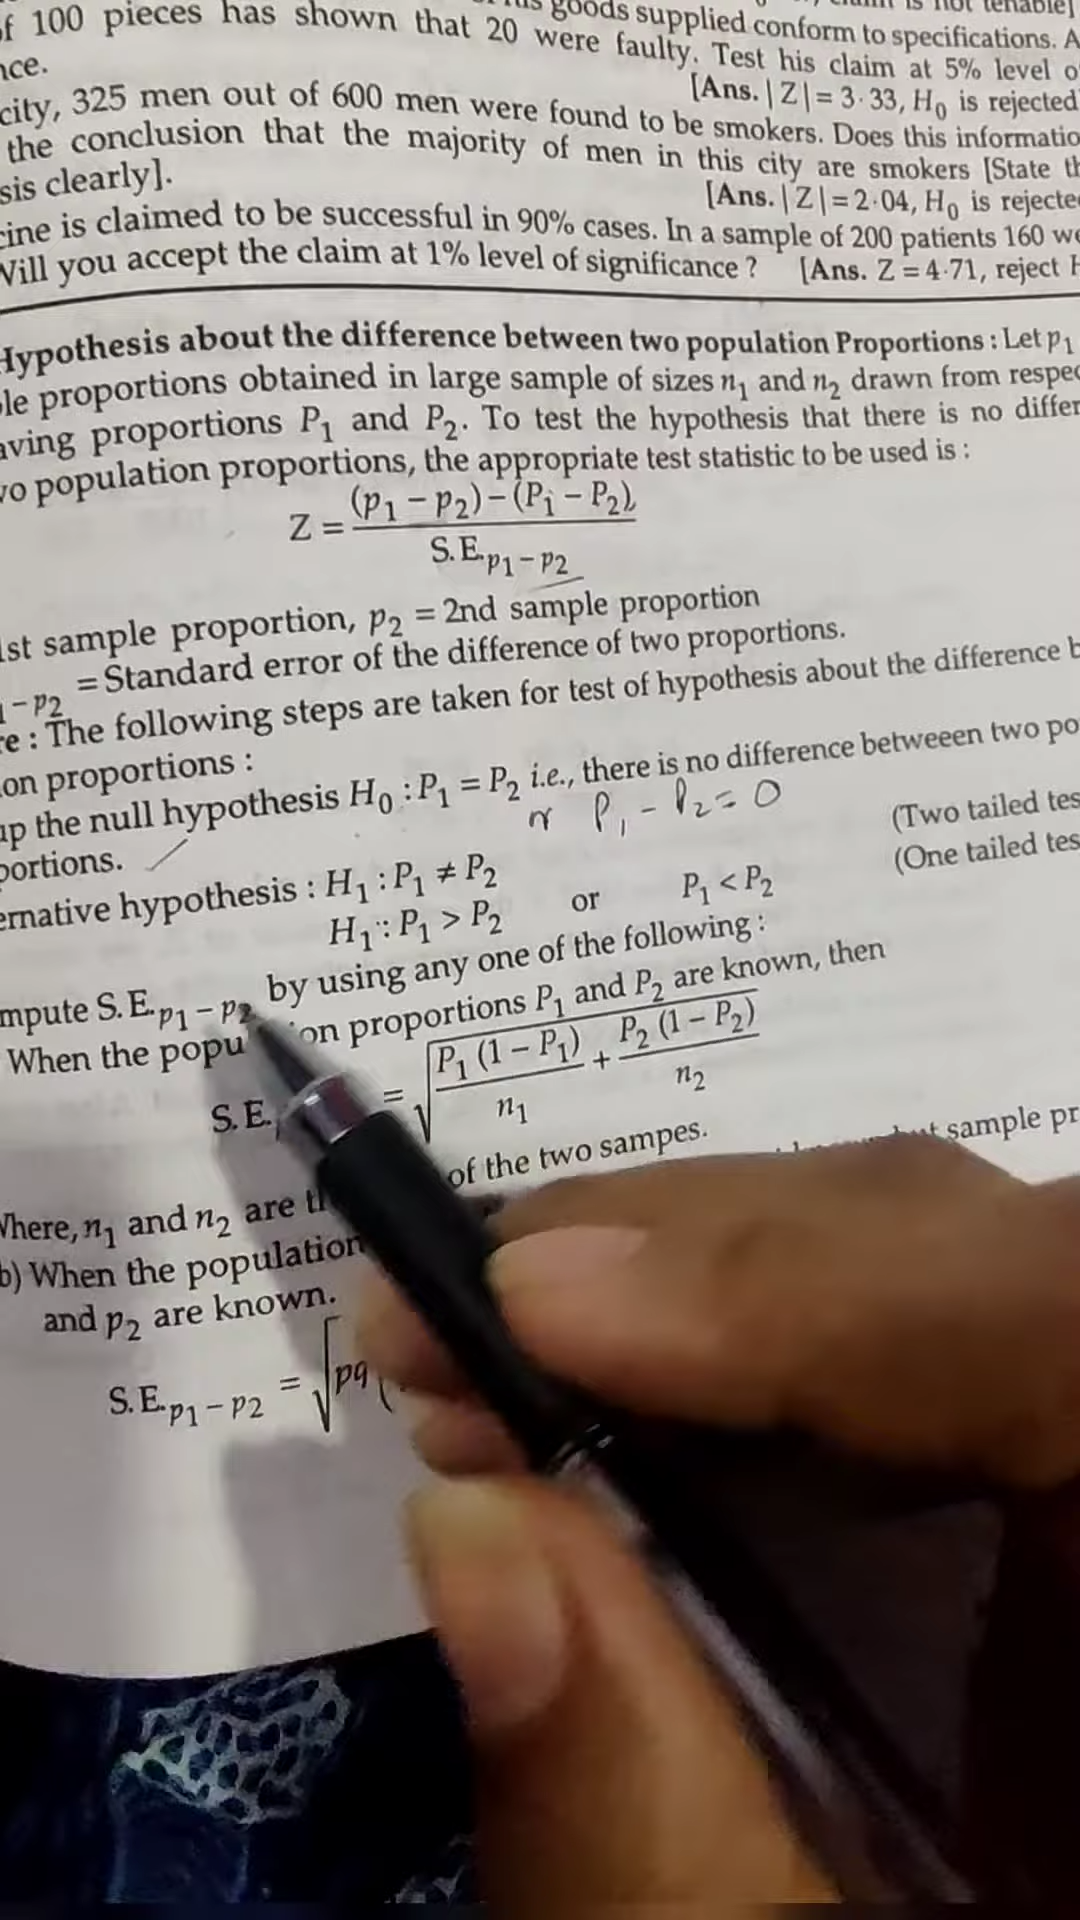 goods supplied conform to specifications. A
f 100 pieces has shown that 20 were faulty. Test his claim at 5% level o
nce.
[Ans. | Z | = 3·33, H₀ is rejected]
city, 325 men out of 600 men were found to be smokers. Does this informatio
the conclusion that the majority of men in this city are smokers [State th
sis clearly].
[Ans. | Z | = 2·04, H₀ is rejecte
cine is claimed to be successful in 90% cases. In a sample of 200 patients 160 we
Will you accept the claim at 1% level of significance ? [Ans. Z = 4·71, reject H
Hypothesis about the difference between two population Proportions : Let p₁
le proportions obtained in large sample of sizes n₁ and n₂ drawn from respec
aving proportions P₁ and P₂. To test the hypothesis that there is no differ
vo population proportions, the appropriate test statistic to be used is :
Z = (p₁ − p₂) − (P₁ − P₂) / S.E.p₁ − p₂
1st sample proportion, p₂ = 2nd sample proportion
1 − p₂ = Standard error of the difference of two proportions.
re : The following steps are taken for test of hypothesis about the difference b
on proportions :
up the null hypothesis H₀ : P₁ = P₂ i.e., there is no difference betweeen two po
or P₁ − P₂ = 0
portions.
(Two tailed tes
ernative hypothesis : H₁ : P₁ ≠ P₂
(One tailed tes
H₁ : P₁ > P₂ or P₁ < P₂
mpute S.E.p₁ − p₂ by using any one of the following :
When the popu on proportions P₁ and P₂ are known, then
S.E. = √P₁ (1 − P₁) / n₁ + P₂ (1 − P₂) / n₂
Where, n₁ and n₂ are th of the two sampes.
b) When the population sample pr
and p₂ are known.
S.E.p₁ − p₂ = √pq (